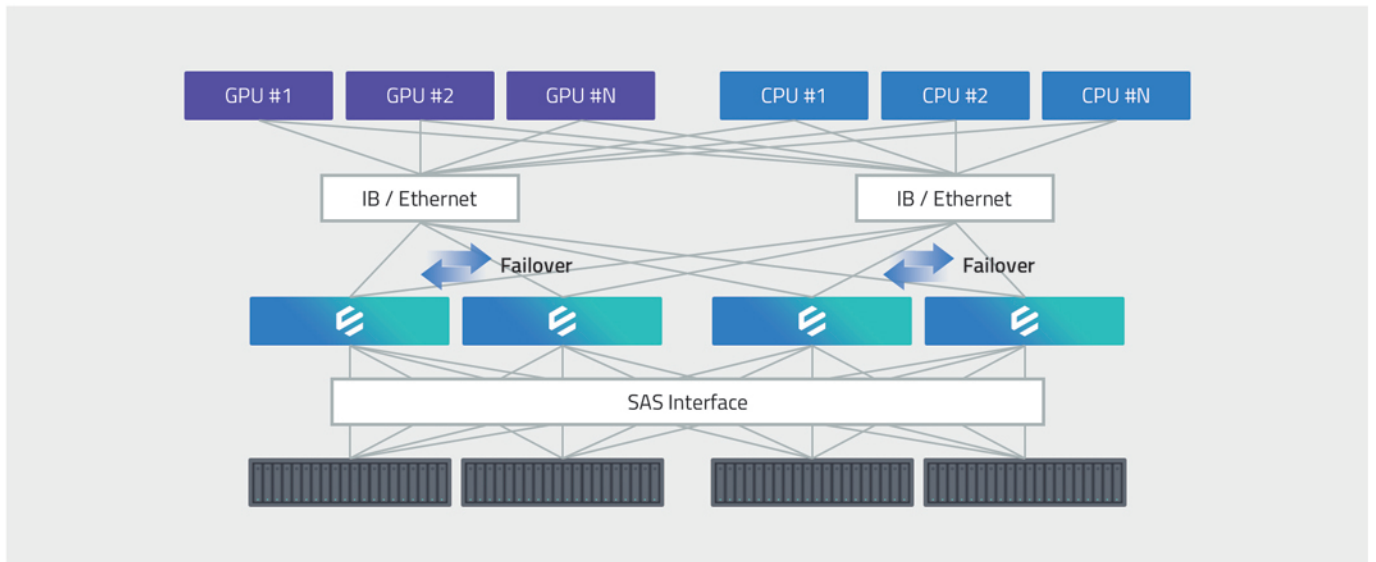 GPU #1
GPU #2
GPU #N
CPU #1
CPU #2
CPU #N
IB / Ethernet
IB / Ethernet
Failover
Failover
SAS Interface